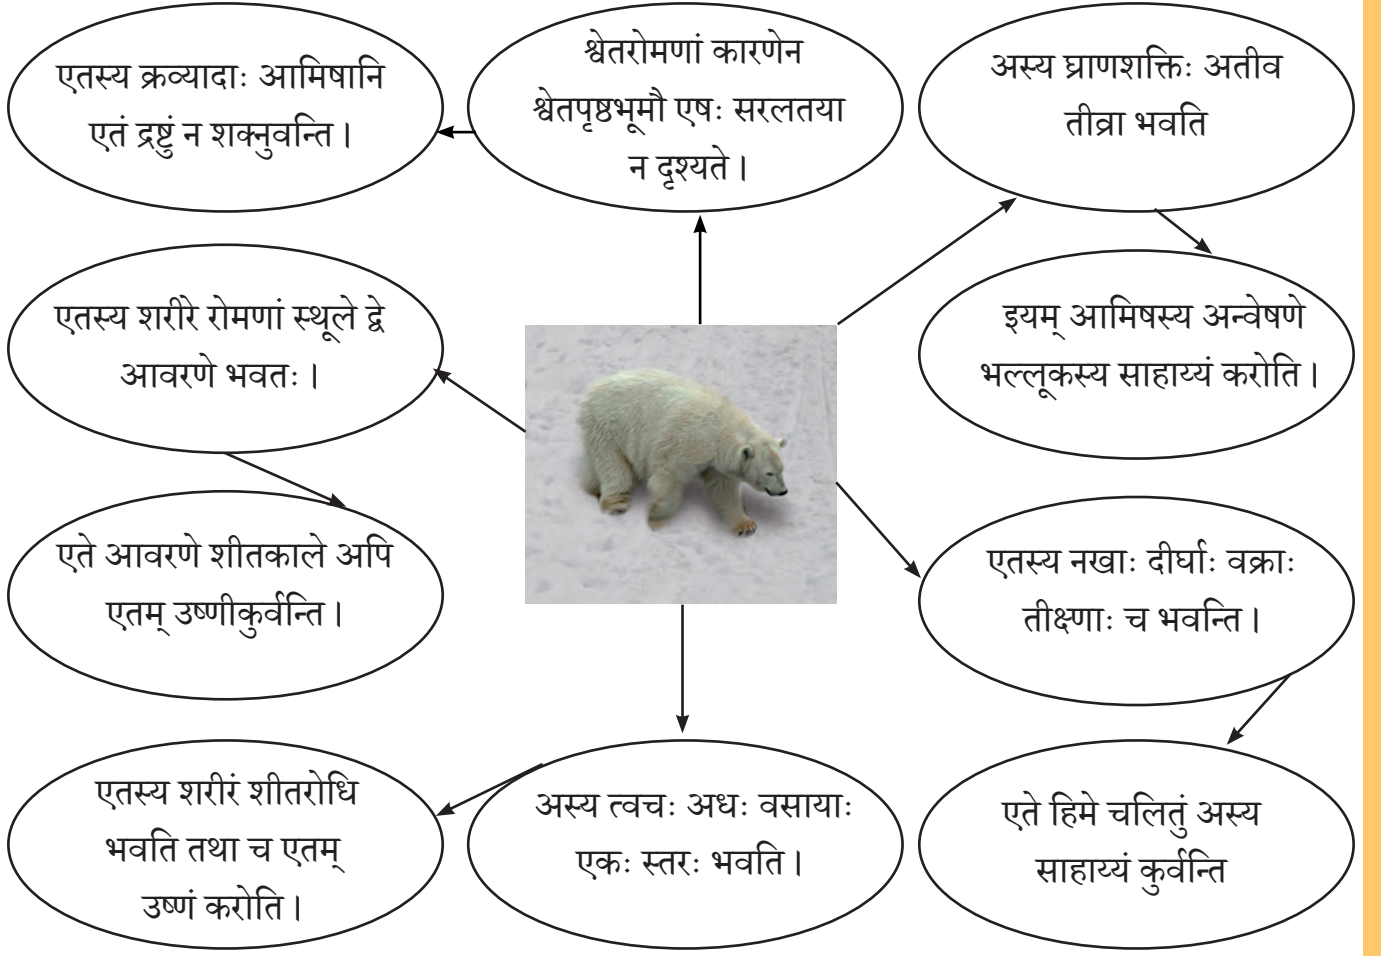 एतस्य क्रव्यादाः आमिषानि
एतं द्रष्टुं न शक्नुवन्ति।
श्वेतरोमणां कारणेन
श्वेतपृष्ठभूमौ एषः सरलतया
न दृश्यते।
अस्य घ्राणशक्तिः अतीव
तीव्रा भवति
एतस्य शरीरे रोमणां स्थूले द्वे
आवरणे भवतः।
इयम् आमिषस्य अन्वेषणे
भल्लूकस्य साहाय्यं करोति।
एते आवरणे शीतकाले अपि
एतम् उष्णीकुर्वन्ति।
एतस्य नखाः दीर्घाः वक्राः
तीक्ष्णाः च भवन्ति।
एतस्य शरीरं शीतरोधि
भवति तथा च एतम्
उष्णं करोति।
अस्य त्वचः अधः वसायाः
एकः स्तरः भवति।
एते हिमे चलितुं अस्य
साहाय्यं कुर्वन्ति